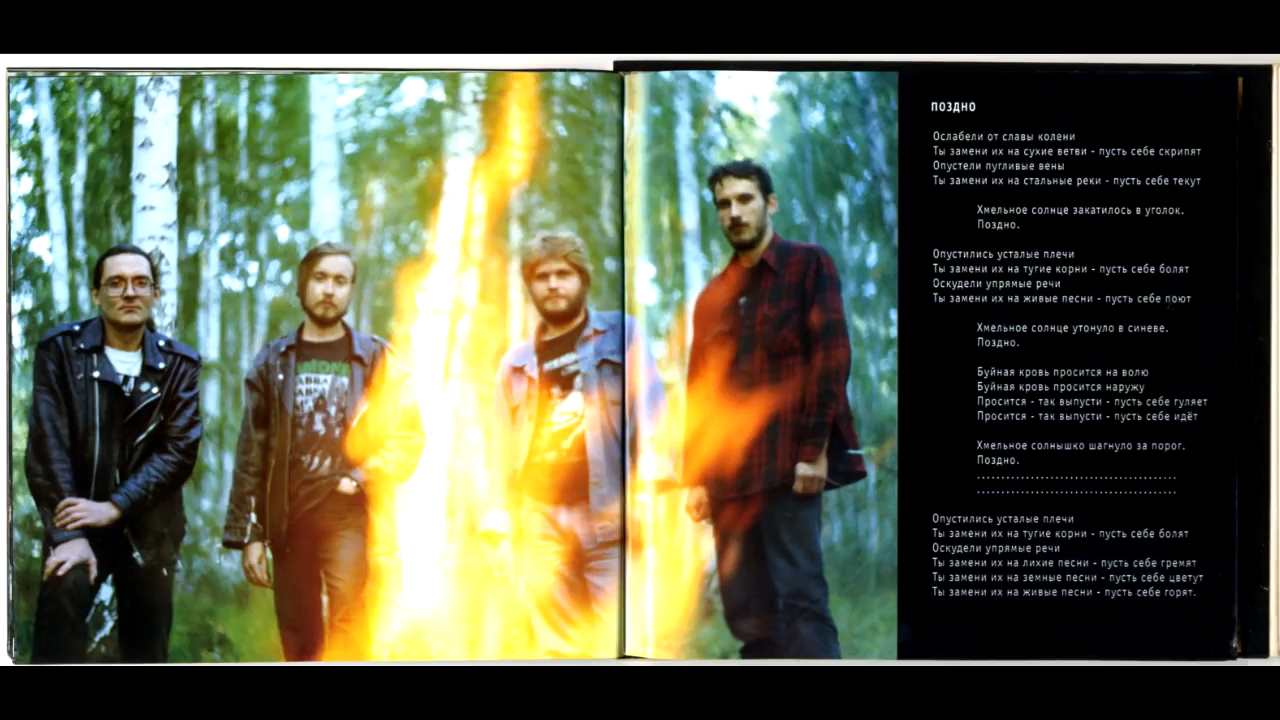 ПОЗДНО
Ослабели от славы колени
Ты замени их на сухие ветви - пусть себе скрипят
Опустели пугливые вены
Ты замени их на стальные реки - пусть себе текут
Хмельное солнце закатилось в уголок.
Поздно.
Опустились усталые плечи
Ты замени их на тугие корни - пусть себе болят
Оскудели упрямые речи
Ты замени их на живые песни - пусть себе поют
Хмельное солнце утонуло в синеве.
Поздно.
Буйная кровь просится на волю
Буйная кровь просится наружу
Просится - так выпусти - пусть себе гуляет
Просится - так выпусти - пусть себе идёт
Хмельное солнышко шагнуло за порог.
Поздно.
........................................
........................................
Опустились усталые плечи
Ты замени их на тугие корни - пусть себе болят
Оскудели упрямые речи
Ты замени их на лихие песни - пусть себе гремят
Ты замени их на земные песни - пусть себе цветут
Ты замени их на живые песни - пусть себе горят.